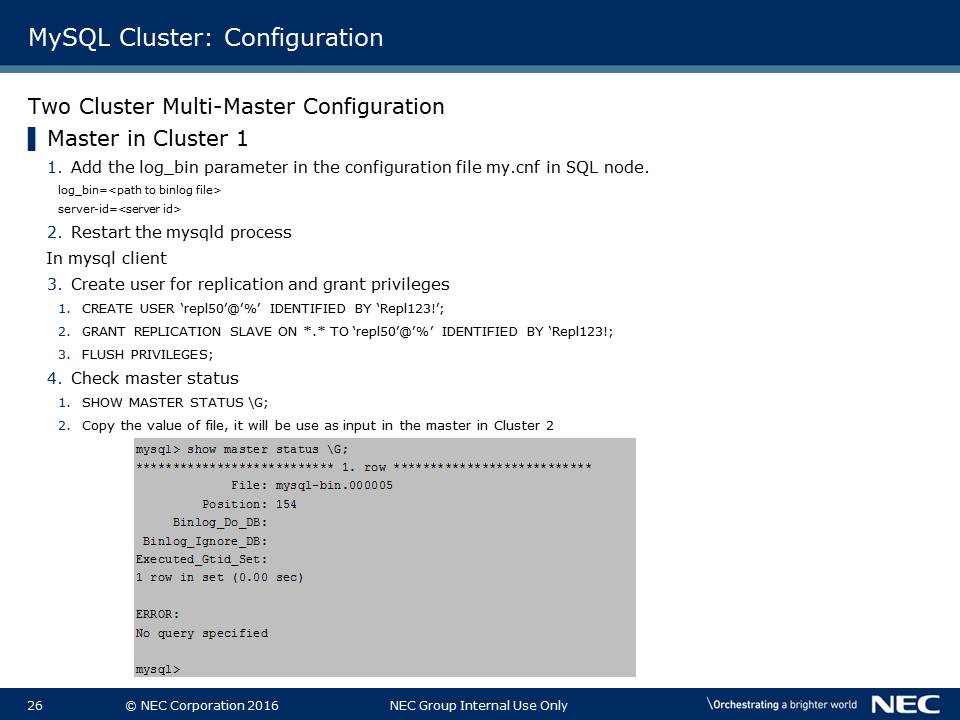 MySQL Cluster: Configuration
Two Cluster Multi-Master Configuration
Master in Cluster 1
1. Add the log_bin parameter in the configuration file my.cnf in SQL node.
log_bin=<path to binlog file>
server-id=<server id>
2. Restart the mysqld process
In mysql client
3. Create user for replication and grant privileges
1. CREATE USER ‘repl50’@’%’ IDENTIFIED BY ‘Repl123!’;
2. GRANT REPLICATION SLAVE ON *.* TO ‘repl50’@’%’ IDENTIFIED BY ‘Repl123!;
3. FLUSH PRIVILEGES;
4. Check master status
1. SHOW MASTER STATUS \G;
2. Copy the value of file, it will be use as input in the master in Cluster 2
mysql> show master status \G;
*************************** 1. row ***************************
File: mysql-bin.000005
Position: 154
Binlog_Do_DB:
Binlog_Ignore_DB:
Executed_Gtid_Set:
1 row in set (0.00 sec)
ERROR:
No query specified
mysql>
26 © NEC Corporation 2016 NEC Group Internal Use Only \Orchestrating a brighter world NEC